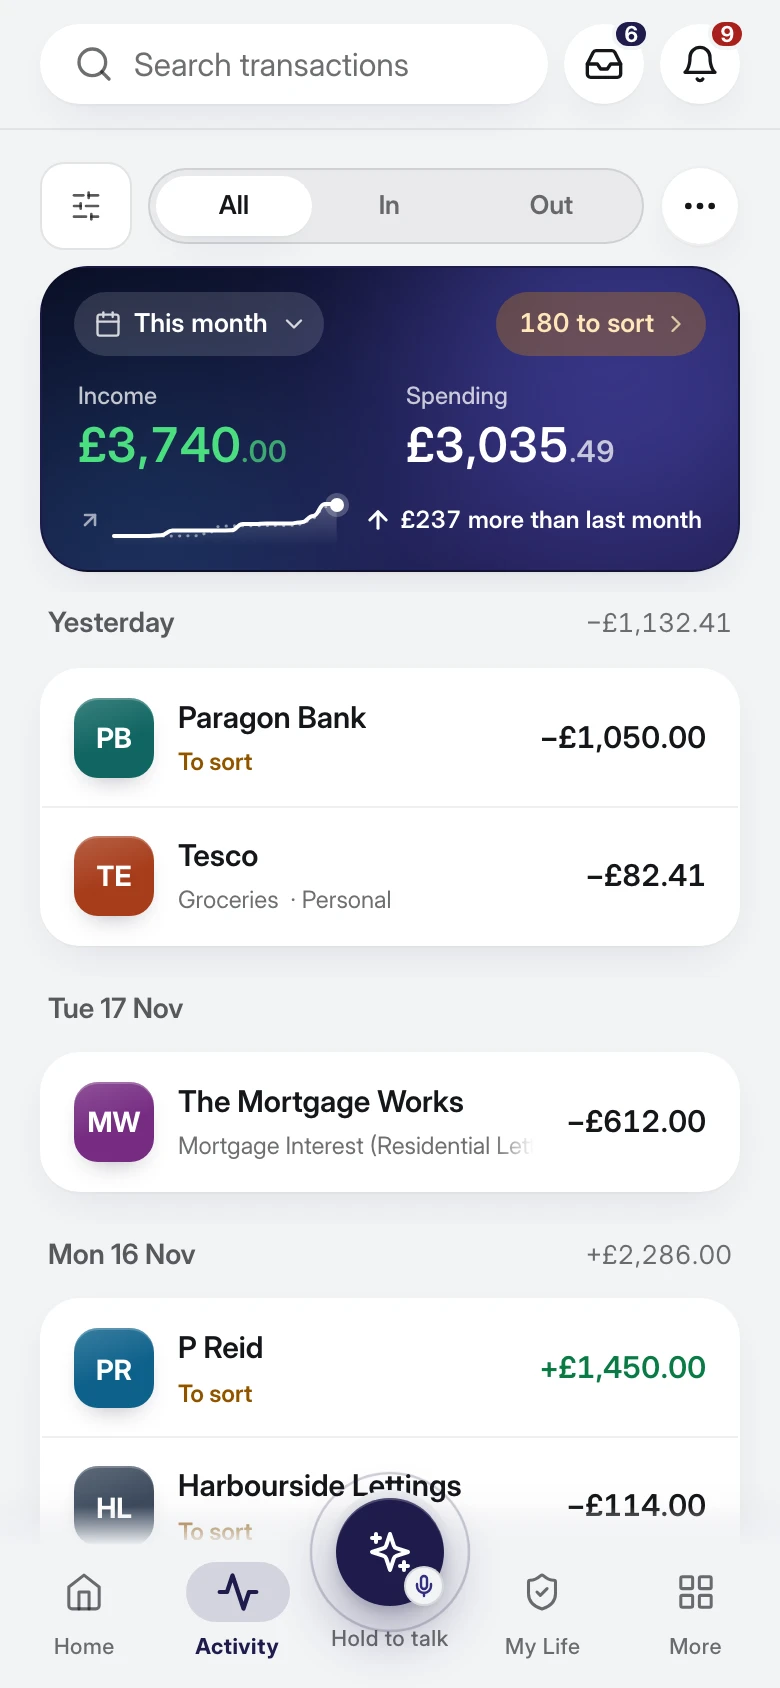 Search transactions
6
9
All
In
Out
This month
180 to sort
Income
Spending
£3,740.00
£3,035.49
£237 more than last month
Yesterday
−£1,132.41
PB
Paragon Bank
To sort
−£1,050.00
TE
Tesco
Groceries · Personal
−£82.41
Tue 17 Nov
MW
The Mortgage Works
Mortgage Interest (Residential Lett
−£612.00
Mon 16 Nov
+£2,286.00
PR
P Reid
To sort
+£1,450.00
HL
Harbourside Lettings
To sort
−£114.00
Home
Activity
Hold to talk
My Life
More